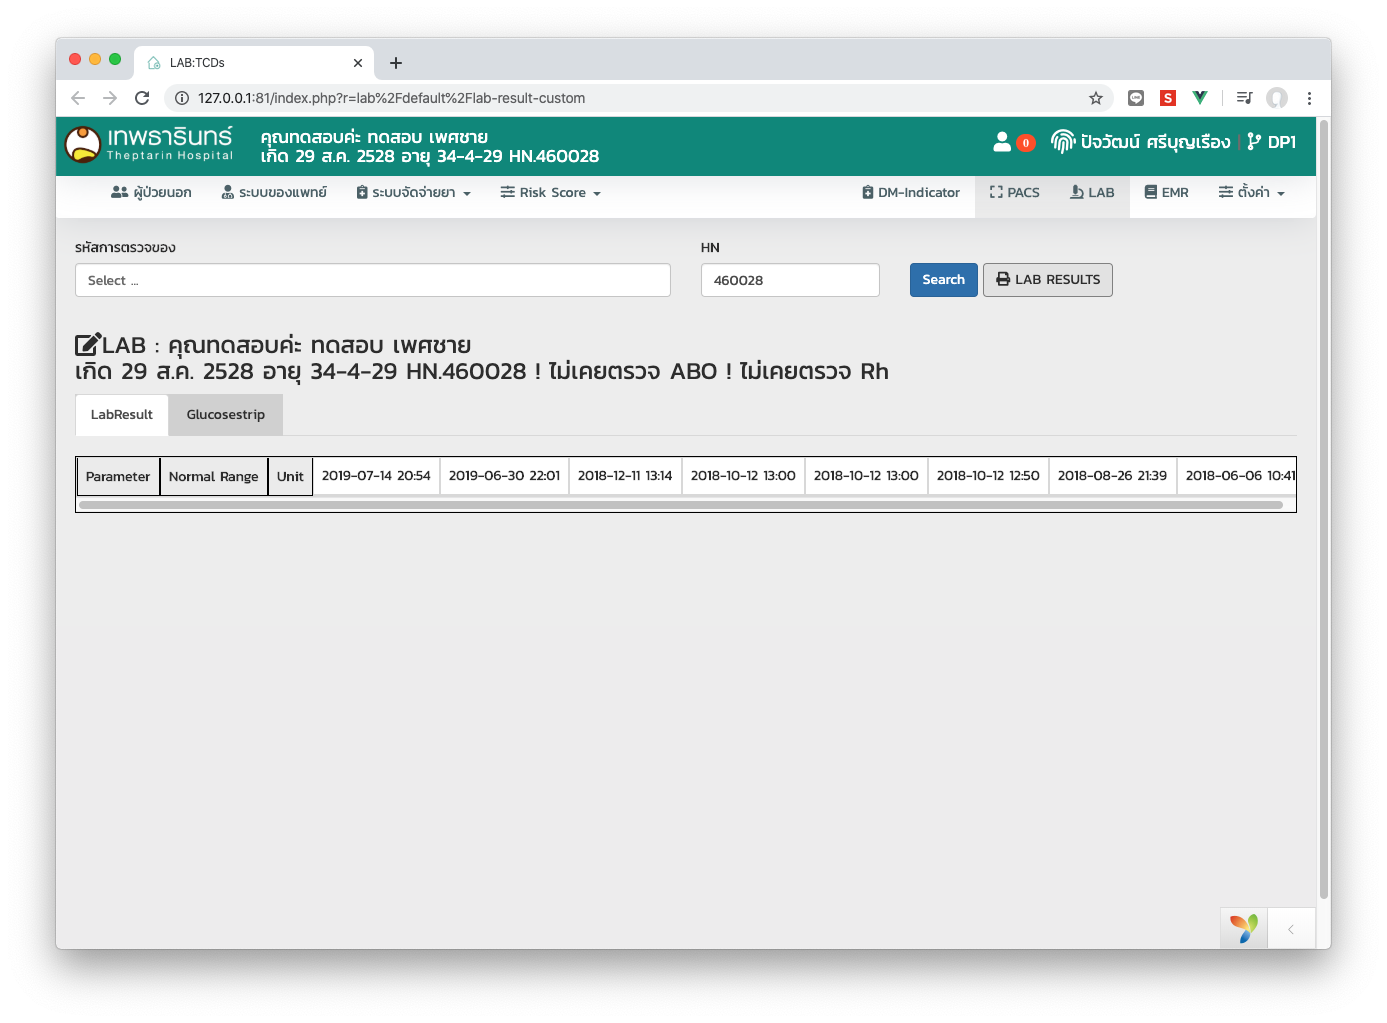 LAB:TCDs
127.0.0.1:81/index.php?r=lab%2Fdefault%2Flab-result-custom
S
เทพธารินทร์
Theptarin Hospital
คุณทดสอบค่ะ ทดสอบ เพศชาย
เกิด 29 ส.ค. 2528 อายุ 34-4-29 HN.460028
0
ปัจวัฒน์ ศรีบุญเรือง | DP1
ผู้ป่วยนอก ระบบของแพทย์ ระบบจัดจ่ายยา Risk Score DM-Indicator PACS LAB EMR ตั้งค่า
รหัสการตรวจของ HN
Select ... 460028 Search LAB RESULTS
LAB : คุณทดสอบค่ะ ทดสอบ เพศชาย
เกิด 29 ส.ค. 2528 อายุ 34-4-29 HN.460028 ! ไม่เคยตรวจ ABO ! ไม่เคยตรวจ Rh
LabResult Glucosestrip
Parameter Normal Range Unit 2019-07-14 20:54 2019-06-30 22:01 2018-12-11 13:14 2018-10-12 13:00 2018-10-12 13:00 2018-10-12 12:50 2018-08-26 21:39 2018-06-06 10:41